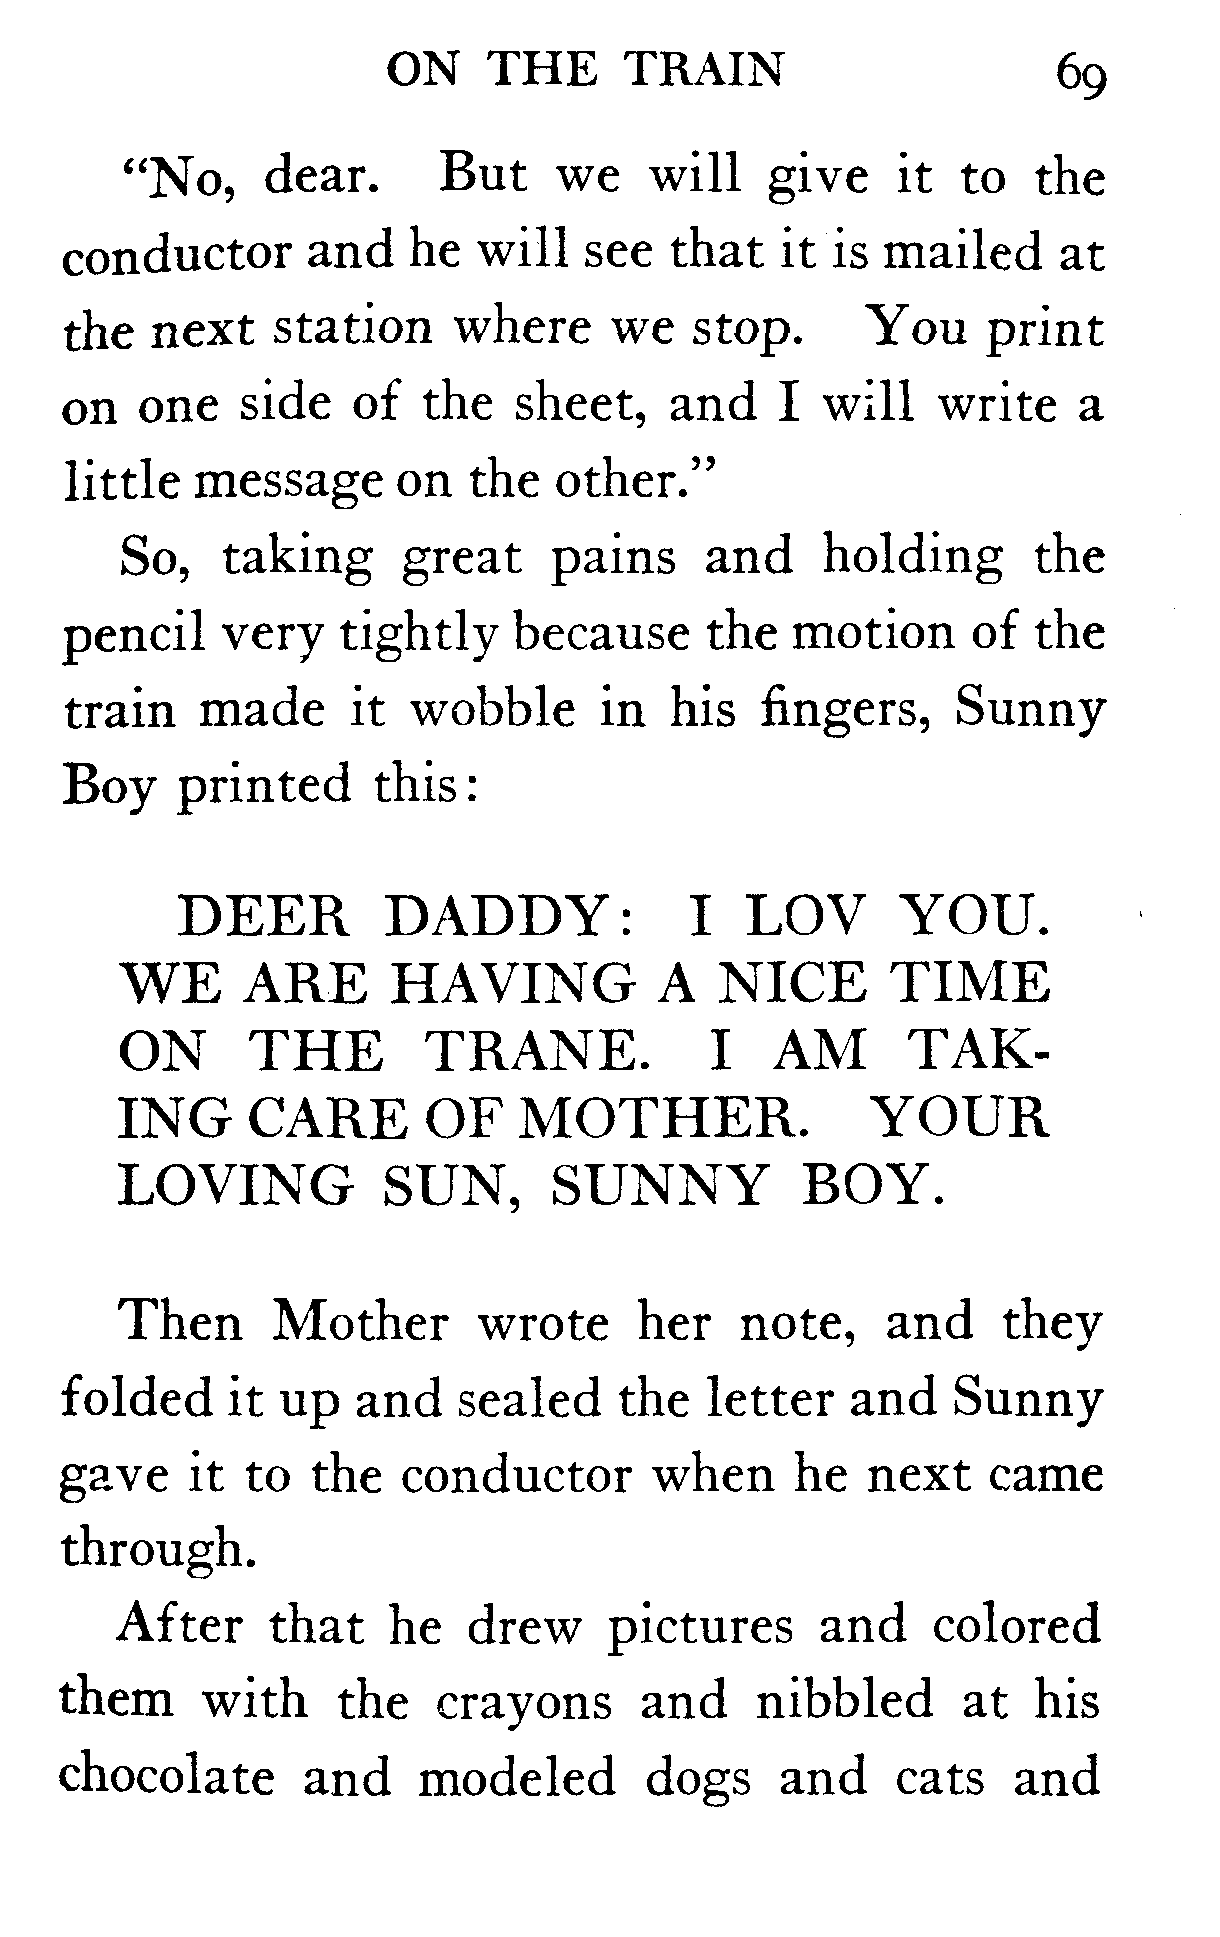 ON THE TRAIN 69
“No, dear. But we will give it to the
conductor and he will see that it is mailed at
the next station where we stop. You print
on one side of the sheet, and I will write a
little message on the other.”
So, taking great pains and holding the
pencil very tightly because the motion of the
train made it wobble in his fingers, Sunny
Boy printed this:
DEER DADDY: I LOV YOU.
WE ARE HAVING A NICE TIME
ON THE TRANE. I AM TAK-
ING CARE OF MOTHER. YOUR
LOVING SUN, SUNNY BOY.
Then Mother wrote her note, and they
folded it up and sealed the letter and Sunny
gave it to the conductor when he next came
through.
After that he drew pictures and colored
them with the crayons and nibbled at his
chocolate and modeled dogs and cats and